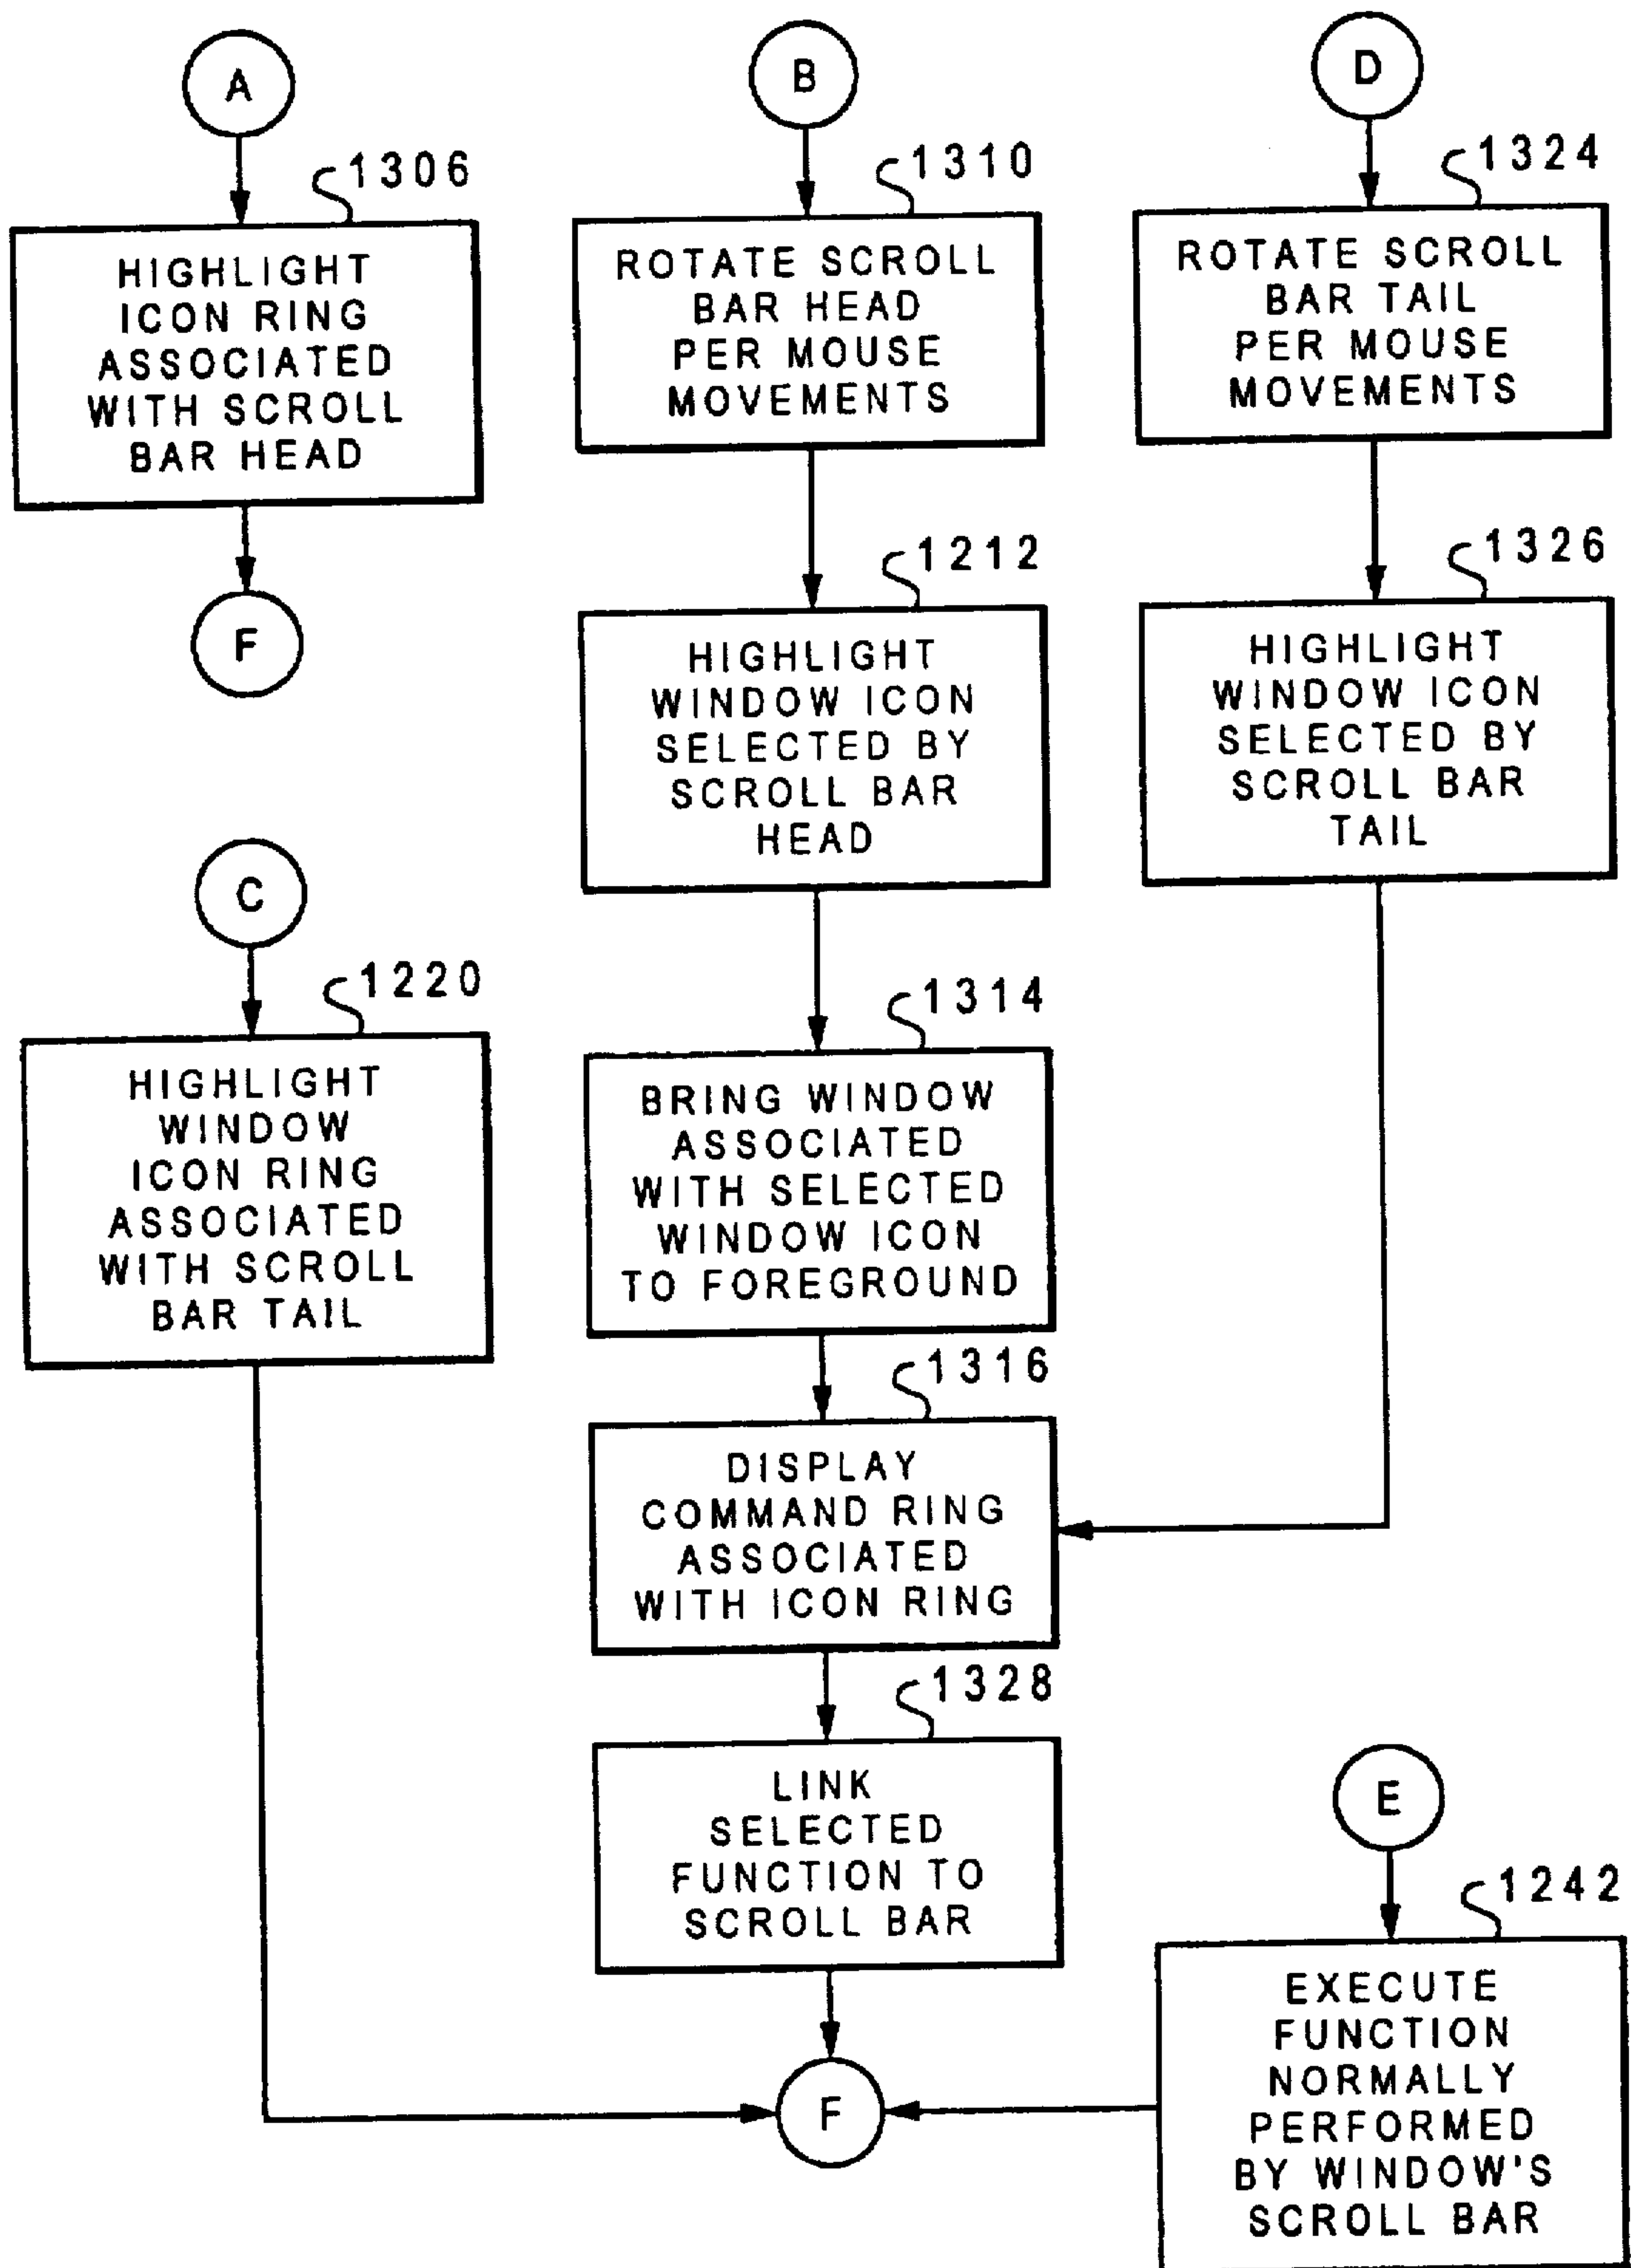 A
1306
HIGHLIGHT
ICON RING
ASSOCIATED
WITH SCROLL
BAR HEAD
F
B
1310
ROTATE SCROLL
BAR HEAD
PER MOUSE
MOVEMENTS
1212
HIGHLIGHT
WINDOW ICON
SELECTED BY
SCROLL BAR
HEAD
1314
BRING WINDOW
ASSOCIATED
WITH SELECTED
WINDOW ICON
TO FOREGROUND
1316
DISPLAY
COMMAND RING
ASSOCIATED
WITH ICON RING
1328
LINK
SELECTED
FUNCTION TO
SCROLL BAR
F
D
1324
ROTATE SCROLL
BAR TAIL
PER MOUSE
MOVEMENTS
1326
HIGHLIGHT
WINDOW ICON
SELECTED BY
SCROLL BAR
TAIL
C
1220
HIGHLIGHT
WINDOW
ICON RING
ASSOCIATED
WITH SCROLL
BAR TAIL
E
1242
EXECUTE
FUNCTION
NORMALLY
PERFORMED
BY WINDOW'S
SCROLL BAR